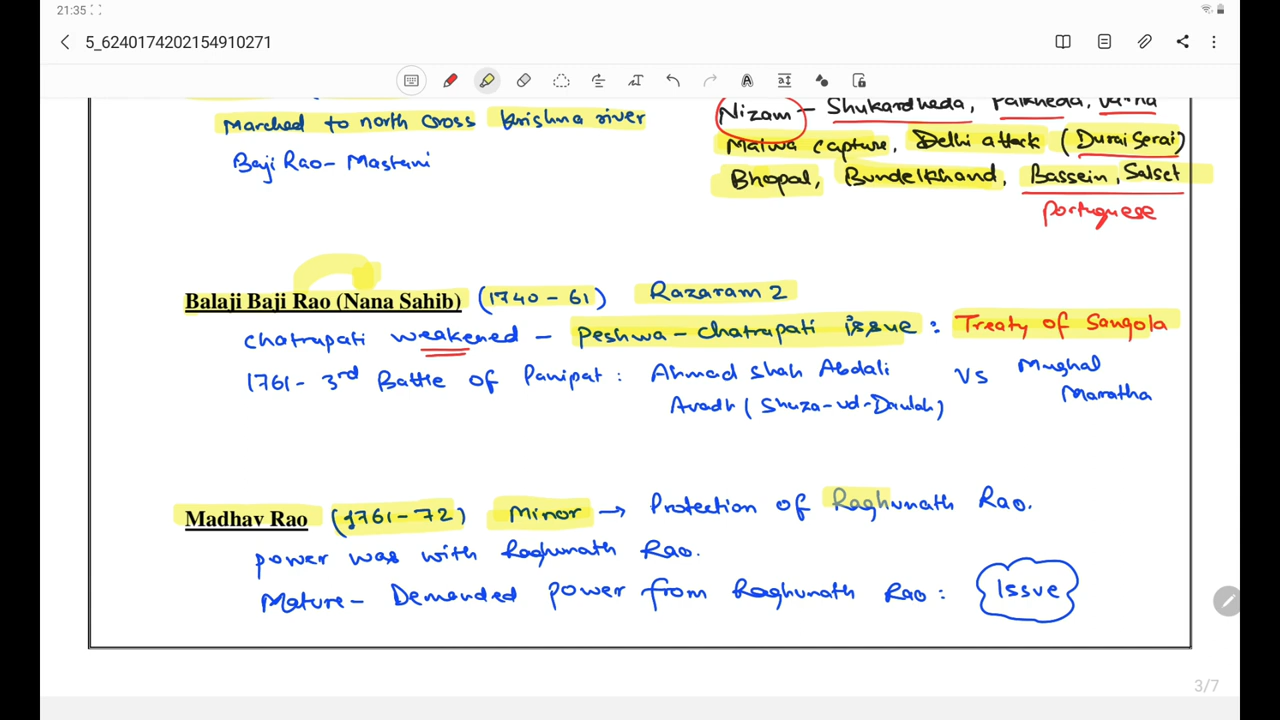 21:35
5_6240174202154910271
Nizam - Shukardheda, Palkheda,
Marched to north cross Krishna river
Malwa capture, Delhi attack (Durai Serai)
Baji Rao - Mastani
Bhopal, Bundelkhand, Bassein, Salset
Portuguese
Balaji Baji Rao (Nana Sahib) (1740 - 61) Razaram 2
Chatrapati weakened - Peshwa - Chatrapati issue : Treaty of Sangola
1761 - 3rd Battle of Panipat : Ahmad Shah Abdali VS Mughal
Avadh (Shuza-ud-Daulah) Maratha
Madhav Rao (1761-72) Minor → Protection of Raghunath Rao.
power was with Raghunath Rao.
Mature - Demanded power from Raghunath Rao : Issue
3/7